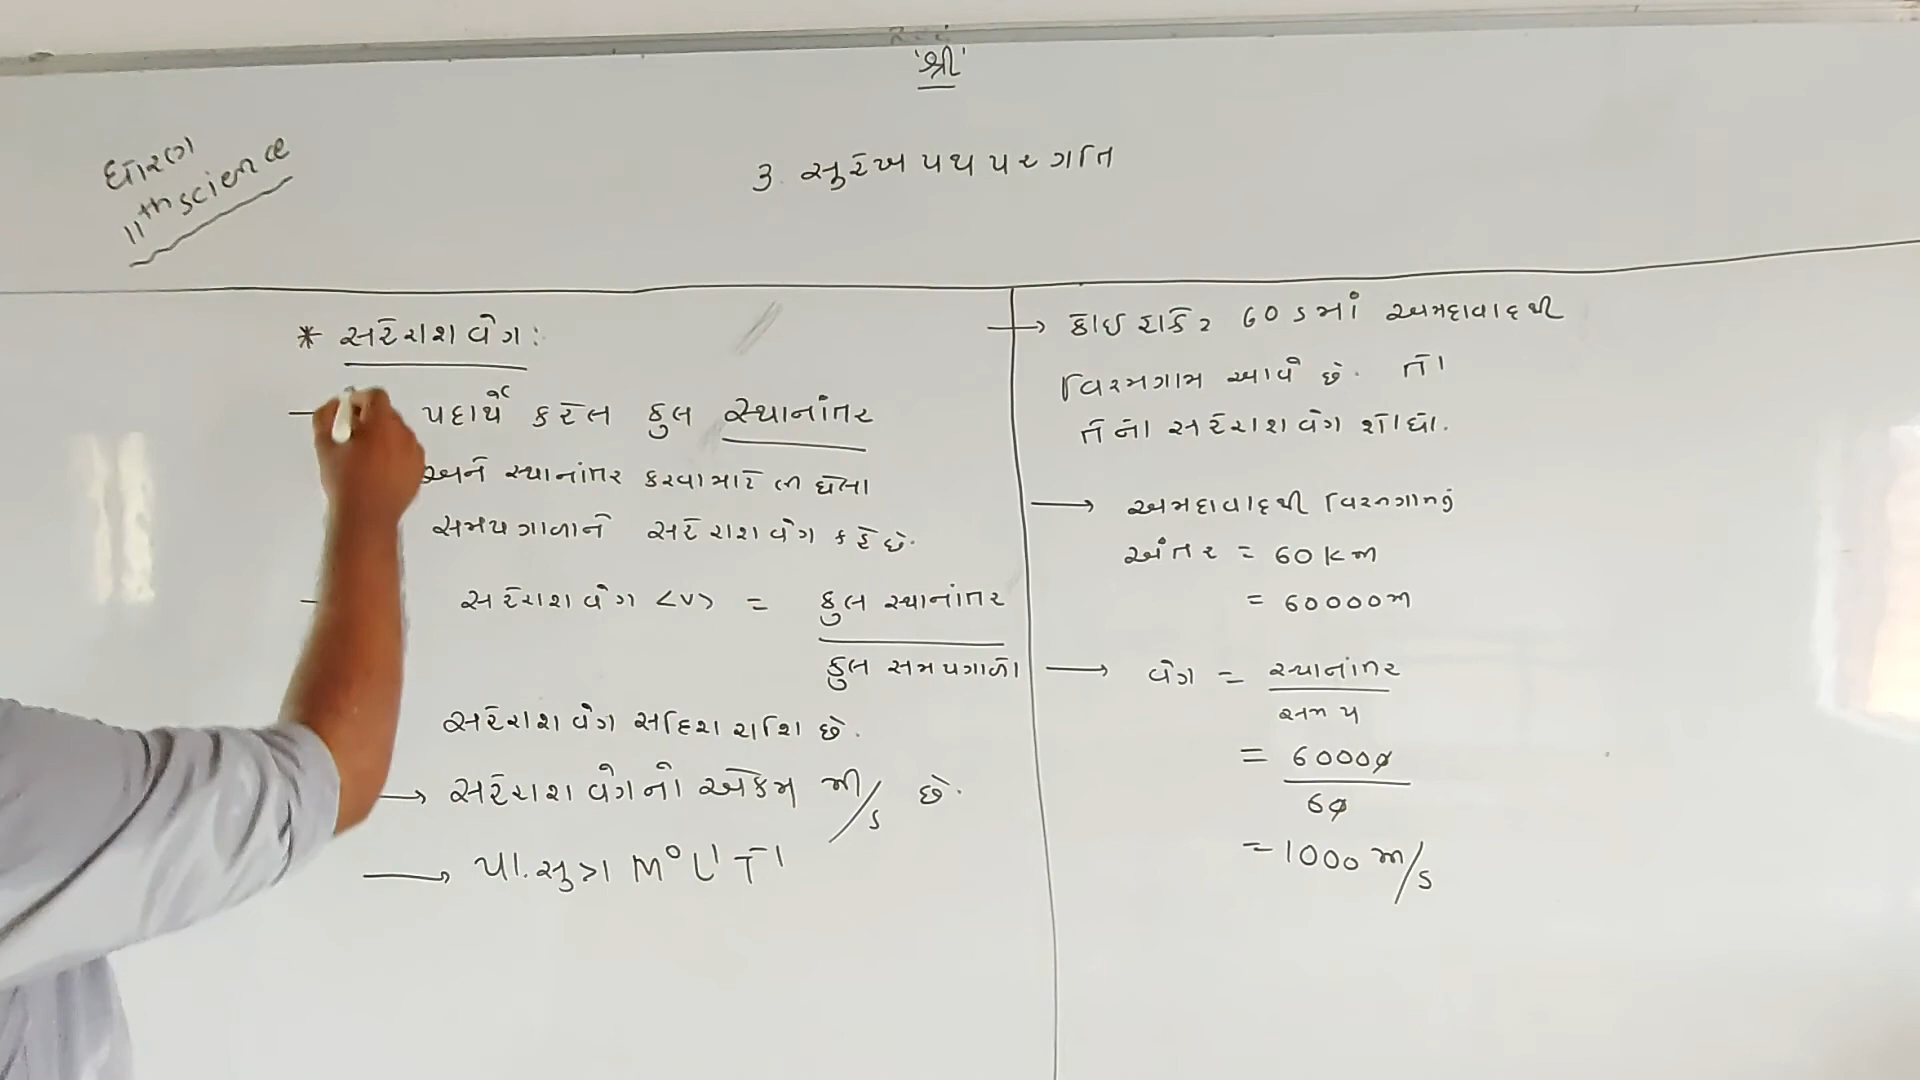 'શ્રી'
ધોરણ
11th science
3. સુરેખ પથ પર ગતિ
* સરેરાશ વેગ :
પદાર્થે કરેલ કુલ સ્થાનાંતર
અને સ્થાનાંતર કરવા માટે લીધેલા
સમયગાળાને સરેરાશ વેગ કહે છે.
સરેરાશ વેગ <v> = કુલ સ્થાનાંતર
કુલ સમયગાળો
સરેરાશ વેગ સદિશ રાશિ છે.
→ સરેરાશ વેગનો એકમ m/s છે.
→ પા.સુત્ર M⁰L¹T⁻¹
→ કોઈ રોકેટ 60 s માં અમદાવાદથી
વિરમગામ આવે છે. તો
તેનો સરેરાશ વેગ શોધો.
→ અમદાવાદથી વિરમગામનું
અંતર = 60 km
= 60000 m
→ વેગ = સ્થાનાંતર
સમય
= 60000
60
= 1000 m/s